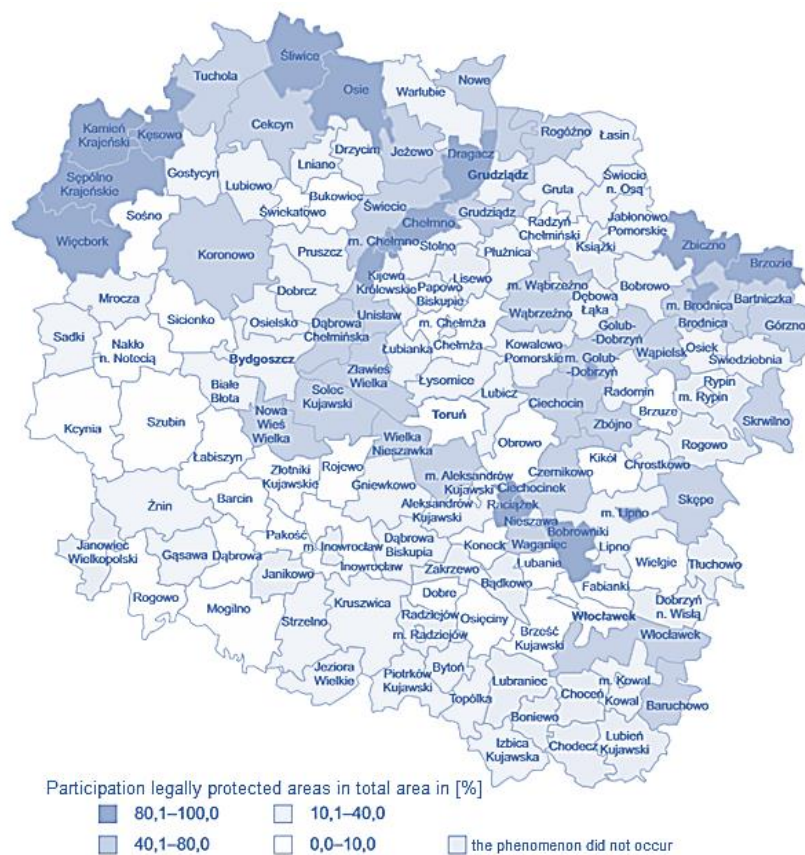 Śliwice
Tuchola
Osie
Warlubie
Nowe
Kamień
Krajeński
Kęsowo
Cekcyn
Rogóźno
Łasin
Drzycim
Jeżewo
Dragacz
Lniano
Grudziądz
Sępólno
Krajeńskie
Gostycyn
Lubiewo
Bukowiec
Gruta
Świecie
n. Osą
Świekatowo
Świecie
Grudziądz
Sośno
Chełmno
Radzyń
Chełmiński
Jabłonowo
Pomorskie
Więcbork
Koronowo
m. Chełmno
Stolno
Książki
Zbiczno
Pruszcz
Płużnica
Brzozie
Kijewo
Królewskie
Lisewo
Papowo
Biskupie
m. Wąbrzeźno
Bobrowo
Mrocza
Dobrcz
Dębowa
Łąka
m. Brodnica
Bartniczka
Sicienko
Osielsko
Unisław
Wąbrzeźno
Brodnica
Górzno
Sadki
Dąbrowa
Chełmińska
m. Chełmża
Golub-
-Dobrzyń
Nakło
n. Notecią
Łubianka
Chełmża
Kowalewo
Pomorskie
m. Golub-
-Dobrzyń
Wąpielsk
Osiek
Świedziebnia
Bydgoszcz
Zławieś
Wielka
Łysomice
Rypin
m. Rypin
Białe
Błota
Solec
Kujawski
Lubicz
Ciechocin
Radomin
Brzuze
Skrwilno
Kcynia
Szubin
Nowa
Wieś
Wielka
Toruń
Zbójno
Rogowo
Wielka
Nieszawka
Obrowo
Kikół
Chrostkowo
Łabiszyn
Złotniki
Kujawskie
Rojewo
Gniewkowo
m. Aleksandrów
Kujawski
Czernikowo
Ciechocinek
Skępe
Żnin
Barcin
Aleksandrów
Kujawski
Raciążek
m. Lipno
Pakość
Nieszawa
Bobrowniki
Janowiec
Wielkopolski
Gąsawa
Dąbrowa
m. Inowrocław
Dąbrowa
Biskupia
Koneck
Waganiec
Lipno
Wielgie
Tłuchowo
Inowrocław
Zakrzewo
Lubanie
Janikowo
Bądkowo
Fabianki
Rogowo
Mogilno
Kruszwica
Dobre
Dobrzyń
n. Wisłą
Strzelno
Radziejów
Osięciny
Włocławek
m. Radziejów
Brześć
Kujawski
Włocławek
Jeziora
Wielkie
Piotrków
Kujawski
Bytoń
Lubraniec
m. Kowal
Choceń
Kowal
Baruchowo
Topólka
Boniewo
Izbica
Kujawska
Chodecz
Lubień
Kujawski
Participation legally protected areas in total area in [%]
80,1–100,0
10,1–40,0
40,1–80,0
0,0–10,0
the phenomenon did not occur